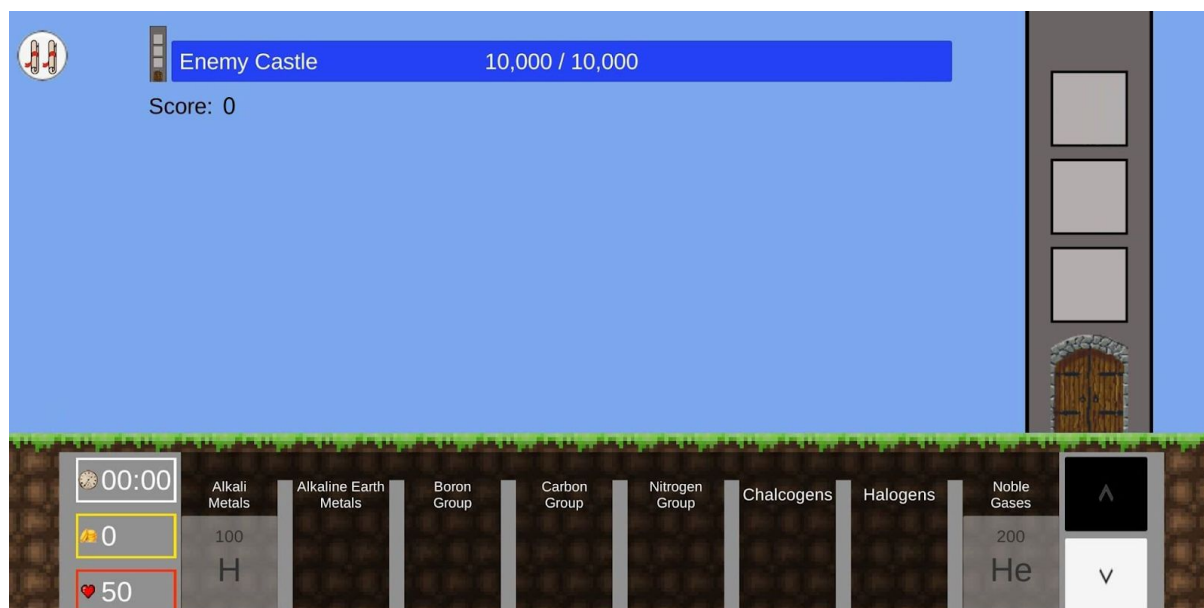 Enemy Castle 10,000 / 10,000
Score: 0
00:00
0
50
Alkali
Metals
Alkaline Earth
Metals
Boron
Group
Carbon
Group
Nitrogen
Group
Chalcogens
Halogens
Noble
Gases
100
H
200
He